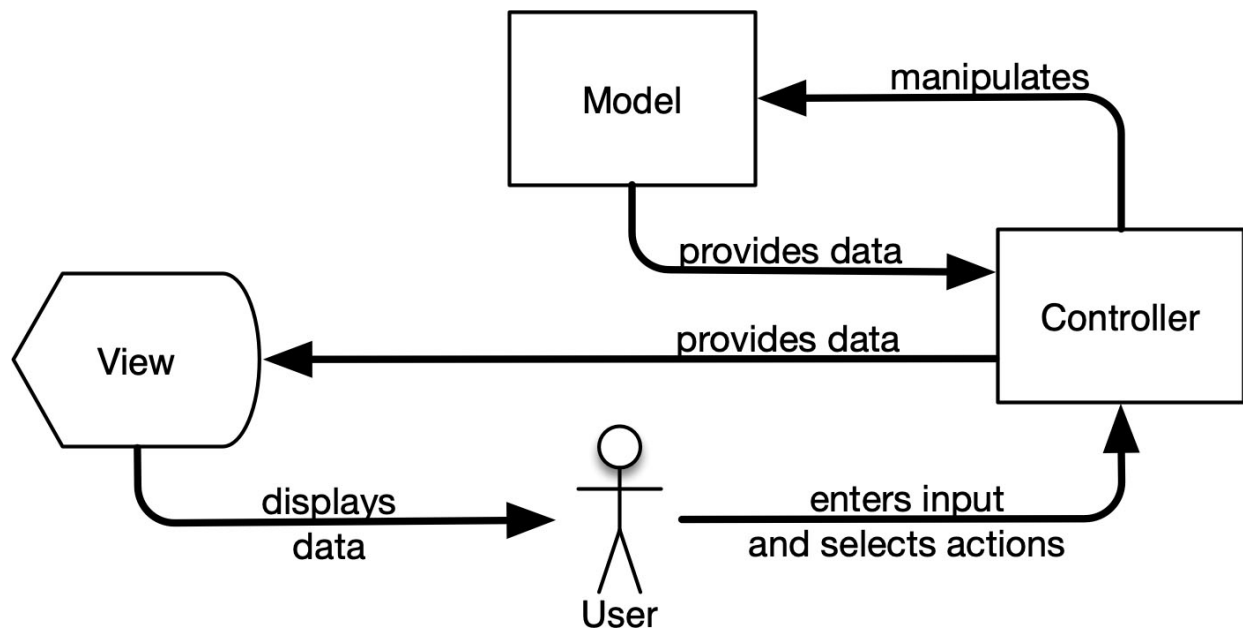 manipulates
Model
provides data
Controller
provides data
View
displays
data
enters input
and selects actions
User